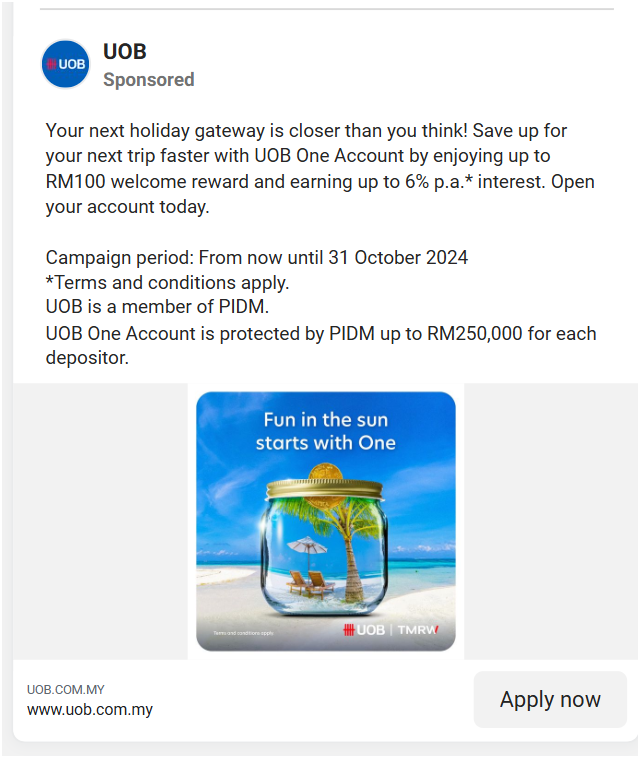 UOB
UOB
Sponsored
Your next holiday gateway is closer than you think! Save up for
your next trip faster with UOB One Account by enjoying up to
RM100 welcome reward and earning up to 6% p.a.* interest. Open
your account today.
Campaign period: From now until 31 October 2024
*Terms and conditions apply.
UOB is a member of PIDM.
UOB One Account is protected by PIDM up to RM250,000 for each
depositor.
Fun in the sun
starts with One
Terms and conditions apply.
UOB | TMRW
UOB.COM.MY
www.uob.com.my
Apply now